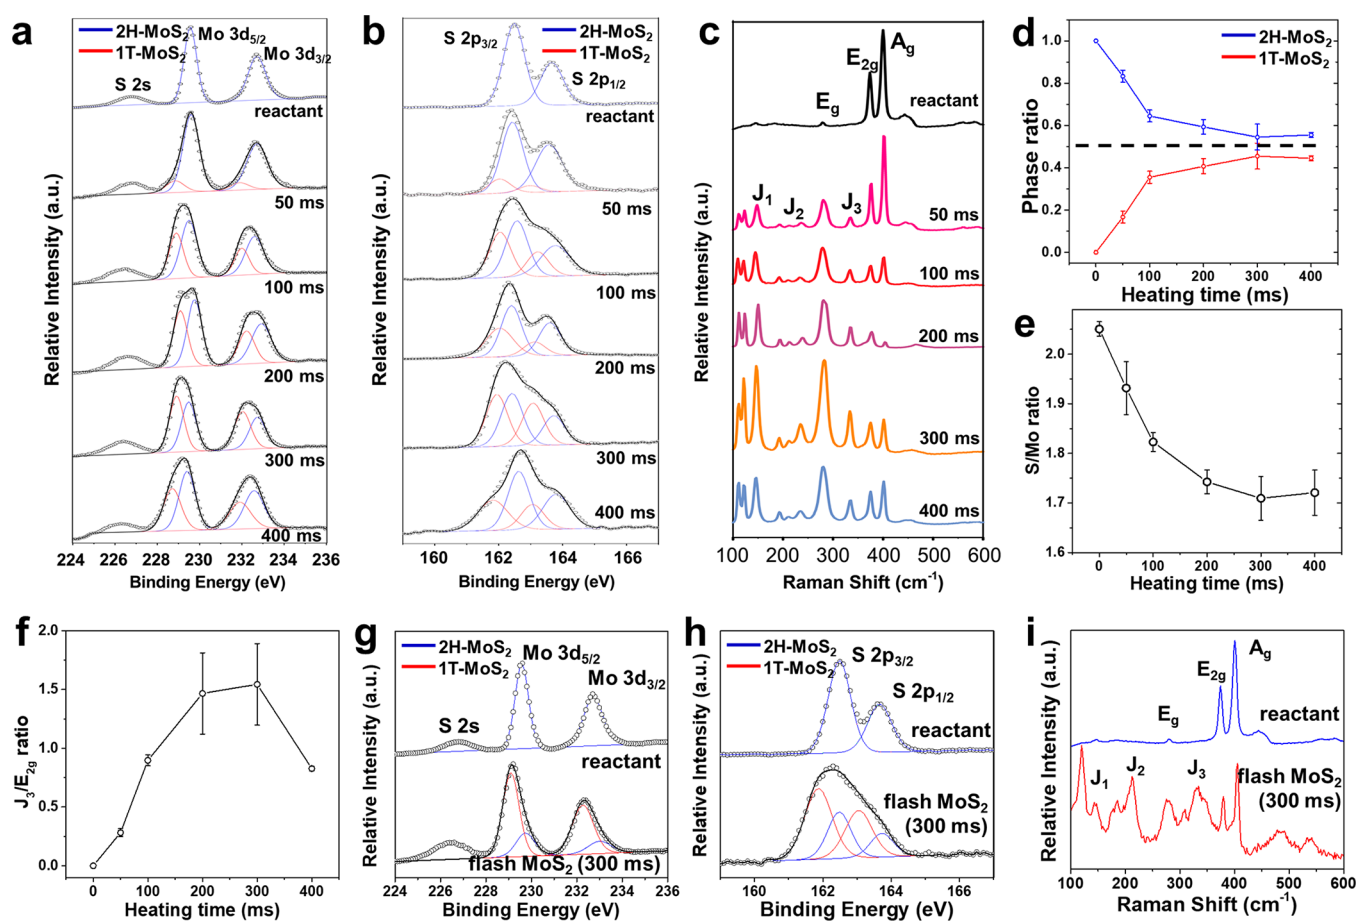 a
2H-MoS2 Mo 3d5/2
1T-MoS2
Mo 3d3/2
S 2s
reactant
50 ms
100 ms
200 ms
300 ms
400 ms
Relative Intensity (a.u.)
224 226 228 230 232 234 236
Binding Energy (eV)
b
S 2p3/2
2H-MoS2
1T-MoS2
S 2p1/2
reactant
50 ms
100 ms
200 ms
300 ms
400 ms
Relative Intensity (a.u.)
160 162 164 166
Binding Energy (eV)
c
Ag
E2g
Eg
reactant
J1 J2 J3
50 ms
100 ms
200 ms
300 ms
400 ms
Relative Intensity (a.u.)
100 200 300 400 500 600
Raman Shift (cm-1)
d
2H-MoS2
1T-MoS2
Phase ratio
1.0
0.8
0.6
0.4
0.2
0.0
0 100 200 300 400
Heating time (ms)
e
S/Mo ratio
2.0
1.9
1.8
1.7
1.6
0 100 200 300 400
Heating time (ms)
f
J3/E2g ratio
2.0
1.5
1.0
0.5
0.0
0 100 200 300 400
Heating time (ms)
g
2H-MoS2
1T-MoS2
Mo 3d5/2
Mo 3d3/2
S 2s
reactant
flash MoS2 (300 ms)
Relative Intensity (a.u.)
224 226 228 230 232 234 236
Binding Energy (eV)
h
2H-MoS2
1T-MoS2
S 2p3/2
S 2p1/2
reactant
flash MoS2
(300 ms)
Relative Intensity (a.u.)
160 162 164 166
Binding Energy (eV)
i
Ag
E2g
Eg
reactant
J1 J2 J3
flash MoS2
(300 ms)
Relative Intensity (a.u.)
100 200 300 400 500 600
Raman Shift (cm-1)